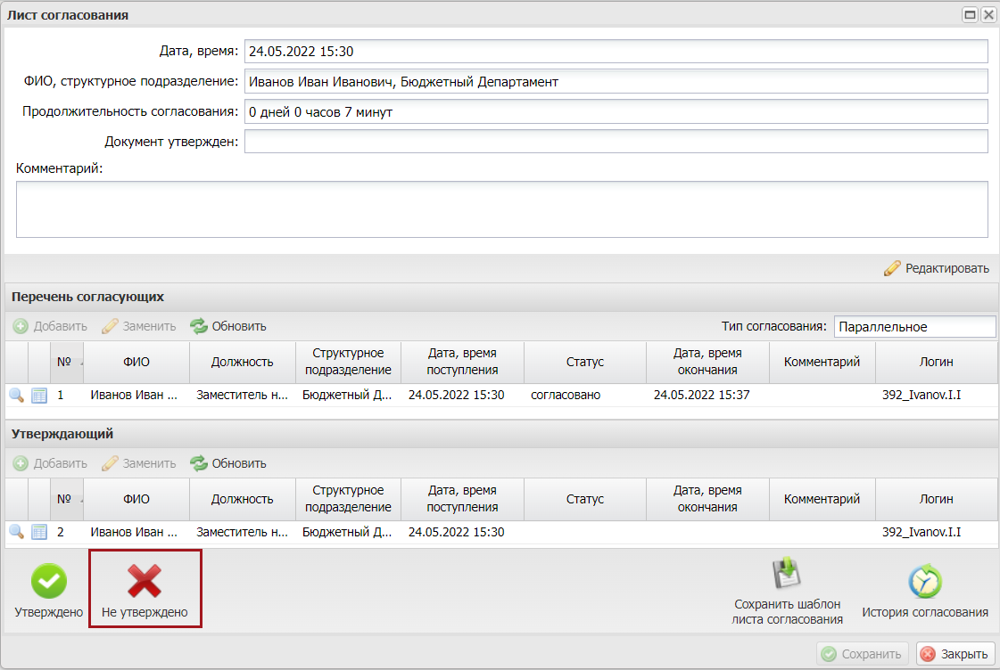 Лист согласования
Дата, время: 24.05.2022 15:30
ФИО, структурное подразделение: Иванов Иван Иванович, Бюджетный Департамент
Продолжительность согласования: 0 дней 0 часов 7 минут
Документ утвержден:
Комментарий:
Редактировать
Перечень согласующих
Добавить Заменить Обновить Тип согласования: Параллельное
№ ФИО Должность Структурное подразделение Дата, время поступления Статус Дата, время окончания Комментарий Логин
1 Иванов Иван ... Заместитель н... Бюджетный Д... 24.05.2022 15:30 согласовано 24.05.2022 15:37 392_Ivanov.I.I
Утверждающий
Добавить Заменить Обновить
№ ФИО Должность Структурное подразделение Дата, время поступления Статус Дата, время окончания Комментарий Логин
2 Иванов Иван ... Заместитель н... Бюджетный Д... 24.05.2022 15:30 392_Ivanov.I.I
Утверждено Не утверждено Сохранить шаблон листа согласования История согласования
Сохранить Закрыть